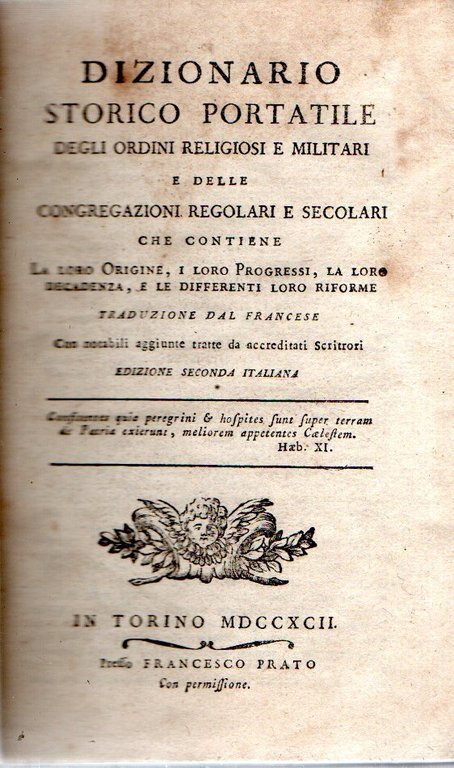 DIZIONARIO
STORICO PORTATILE
DEGLI ORDINI RELIGIOSI E MILITARI
E DELLE
CONGREGAZIONI REGOLARI E SECOLARI
CHE CONTIENE
LA LORO ORIGINE, I LORO PROGRESSI, LA LORO
DECADENZA, E LE DIFFERENTI LORO RIFORME
TRADUZIONE DAL FRANCESE
Con notabili aggiunte tratte da accreditati Scrittori
EDIZIONE SECONDA ITALIANA
Confitentes quia peregrini & hoſpites ſunt ſuper terram
de Patria exierunt, meliorem appetentes Cæleſtem.
Hæb. XI.
IN TORINO MDCCXCII.
Preſſo FRANCESCO PRATO
Con permiſſione.